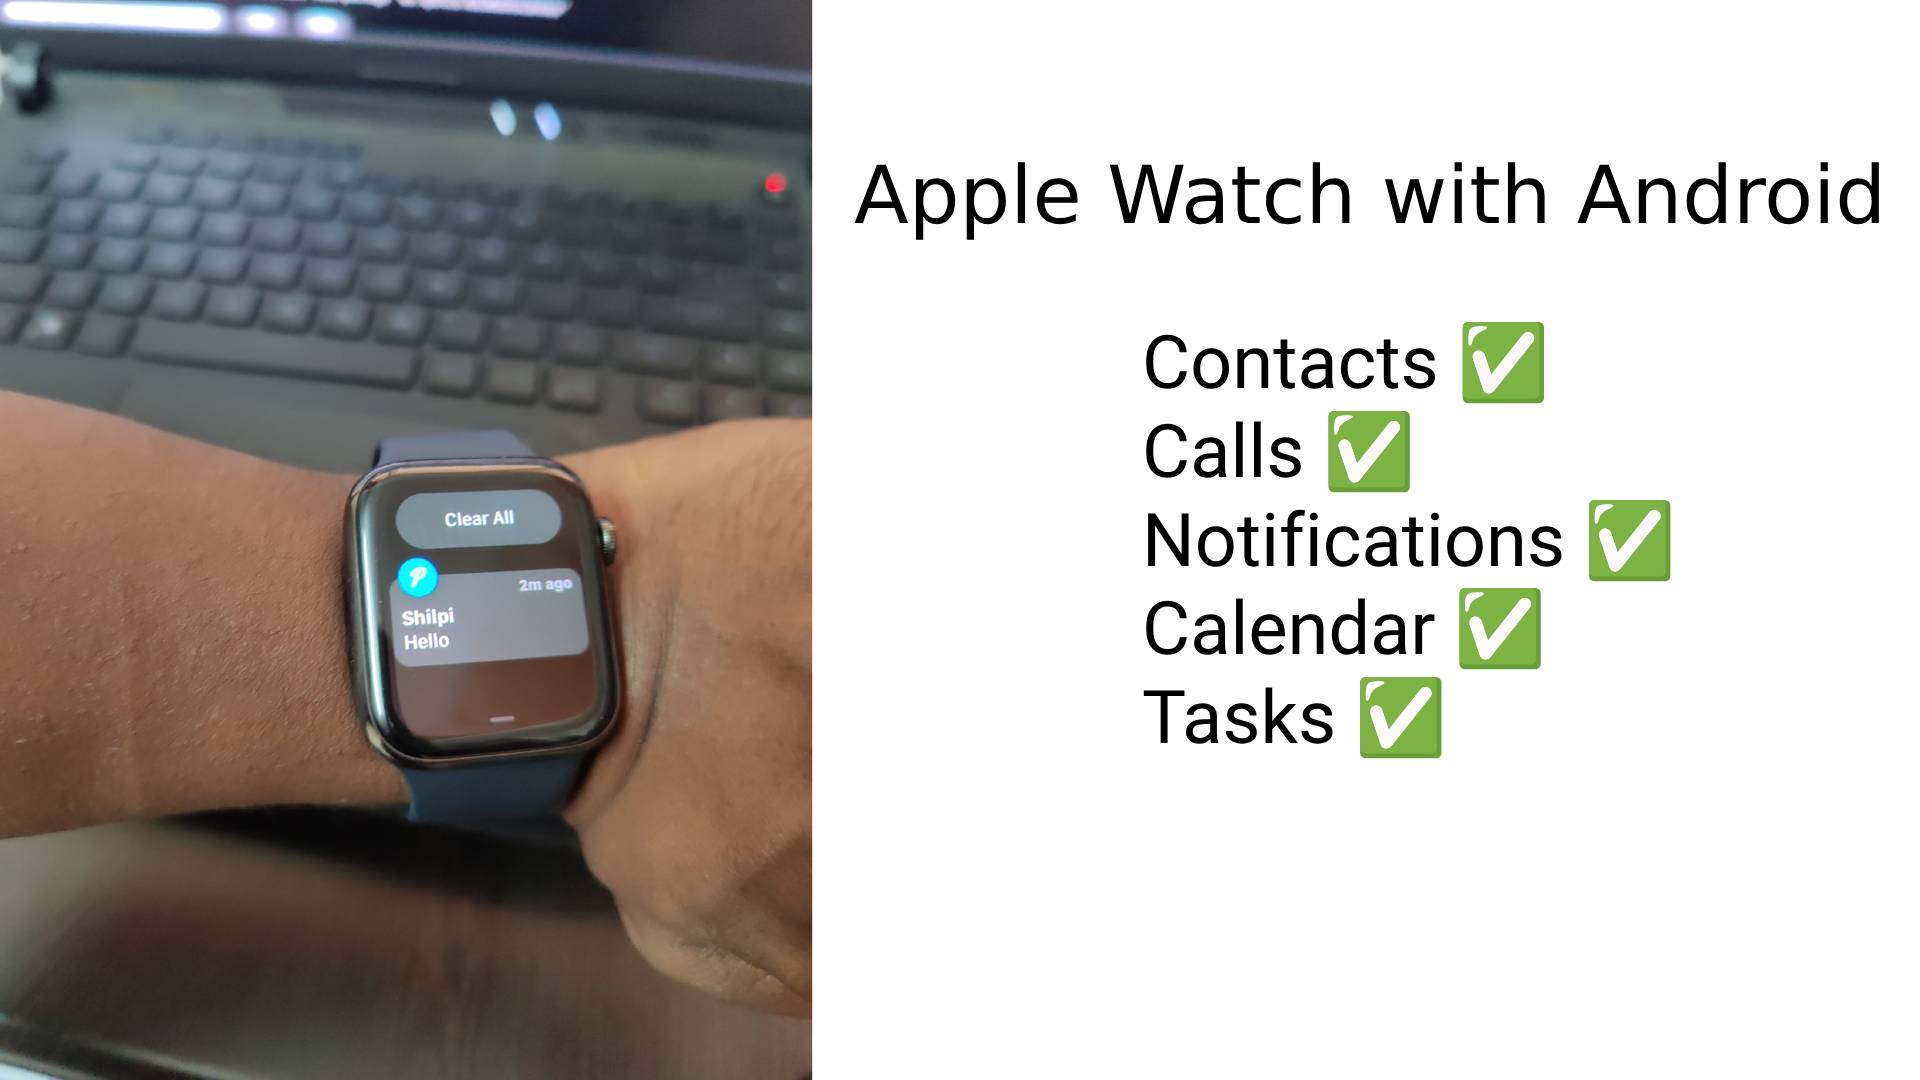 Clear All
2m ago
Shilpi
Hello
Apple Watch with Android
Contacts ✅
Calls ✅
Notifications ✅
Calendar ✅
Tasks ✅